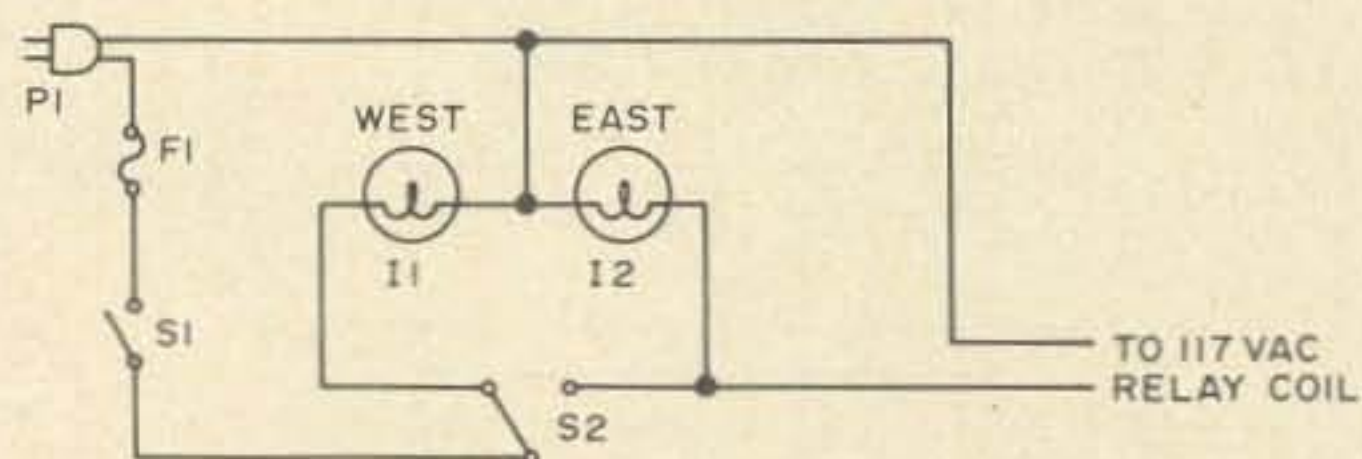 P1
F1
WEST EAST
I1 I2
S1
S2
TO 117 VAC
RELAY COIL